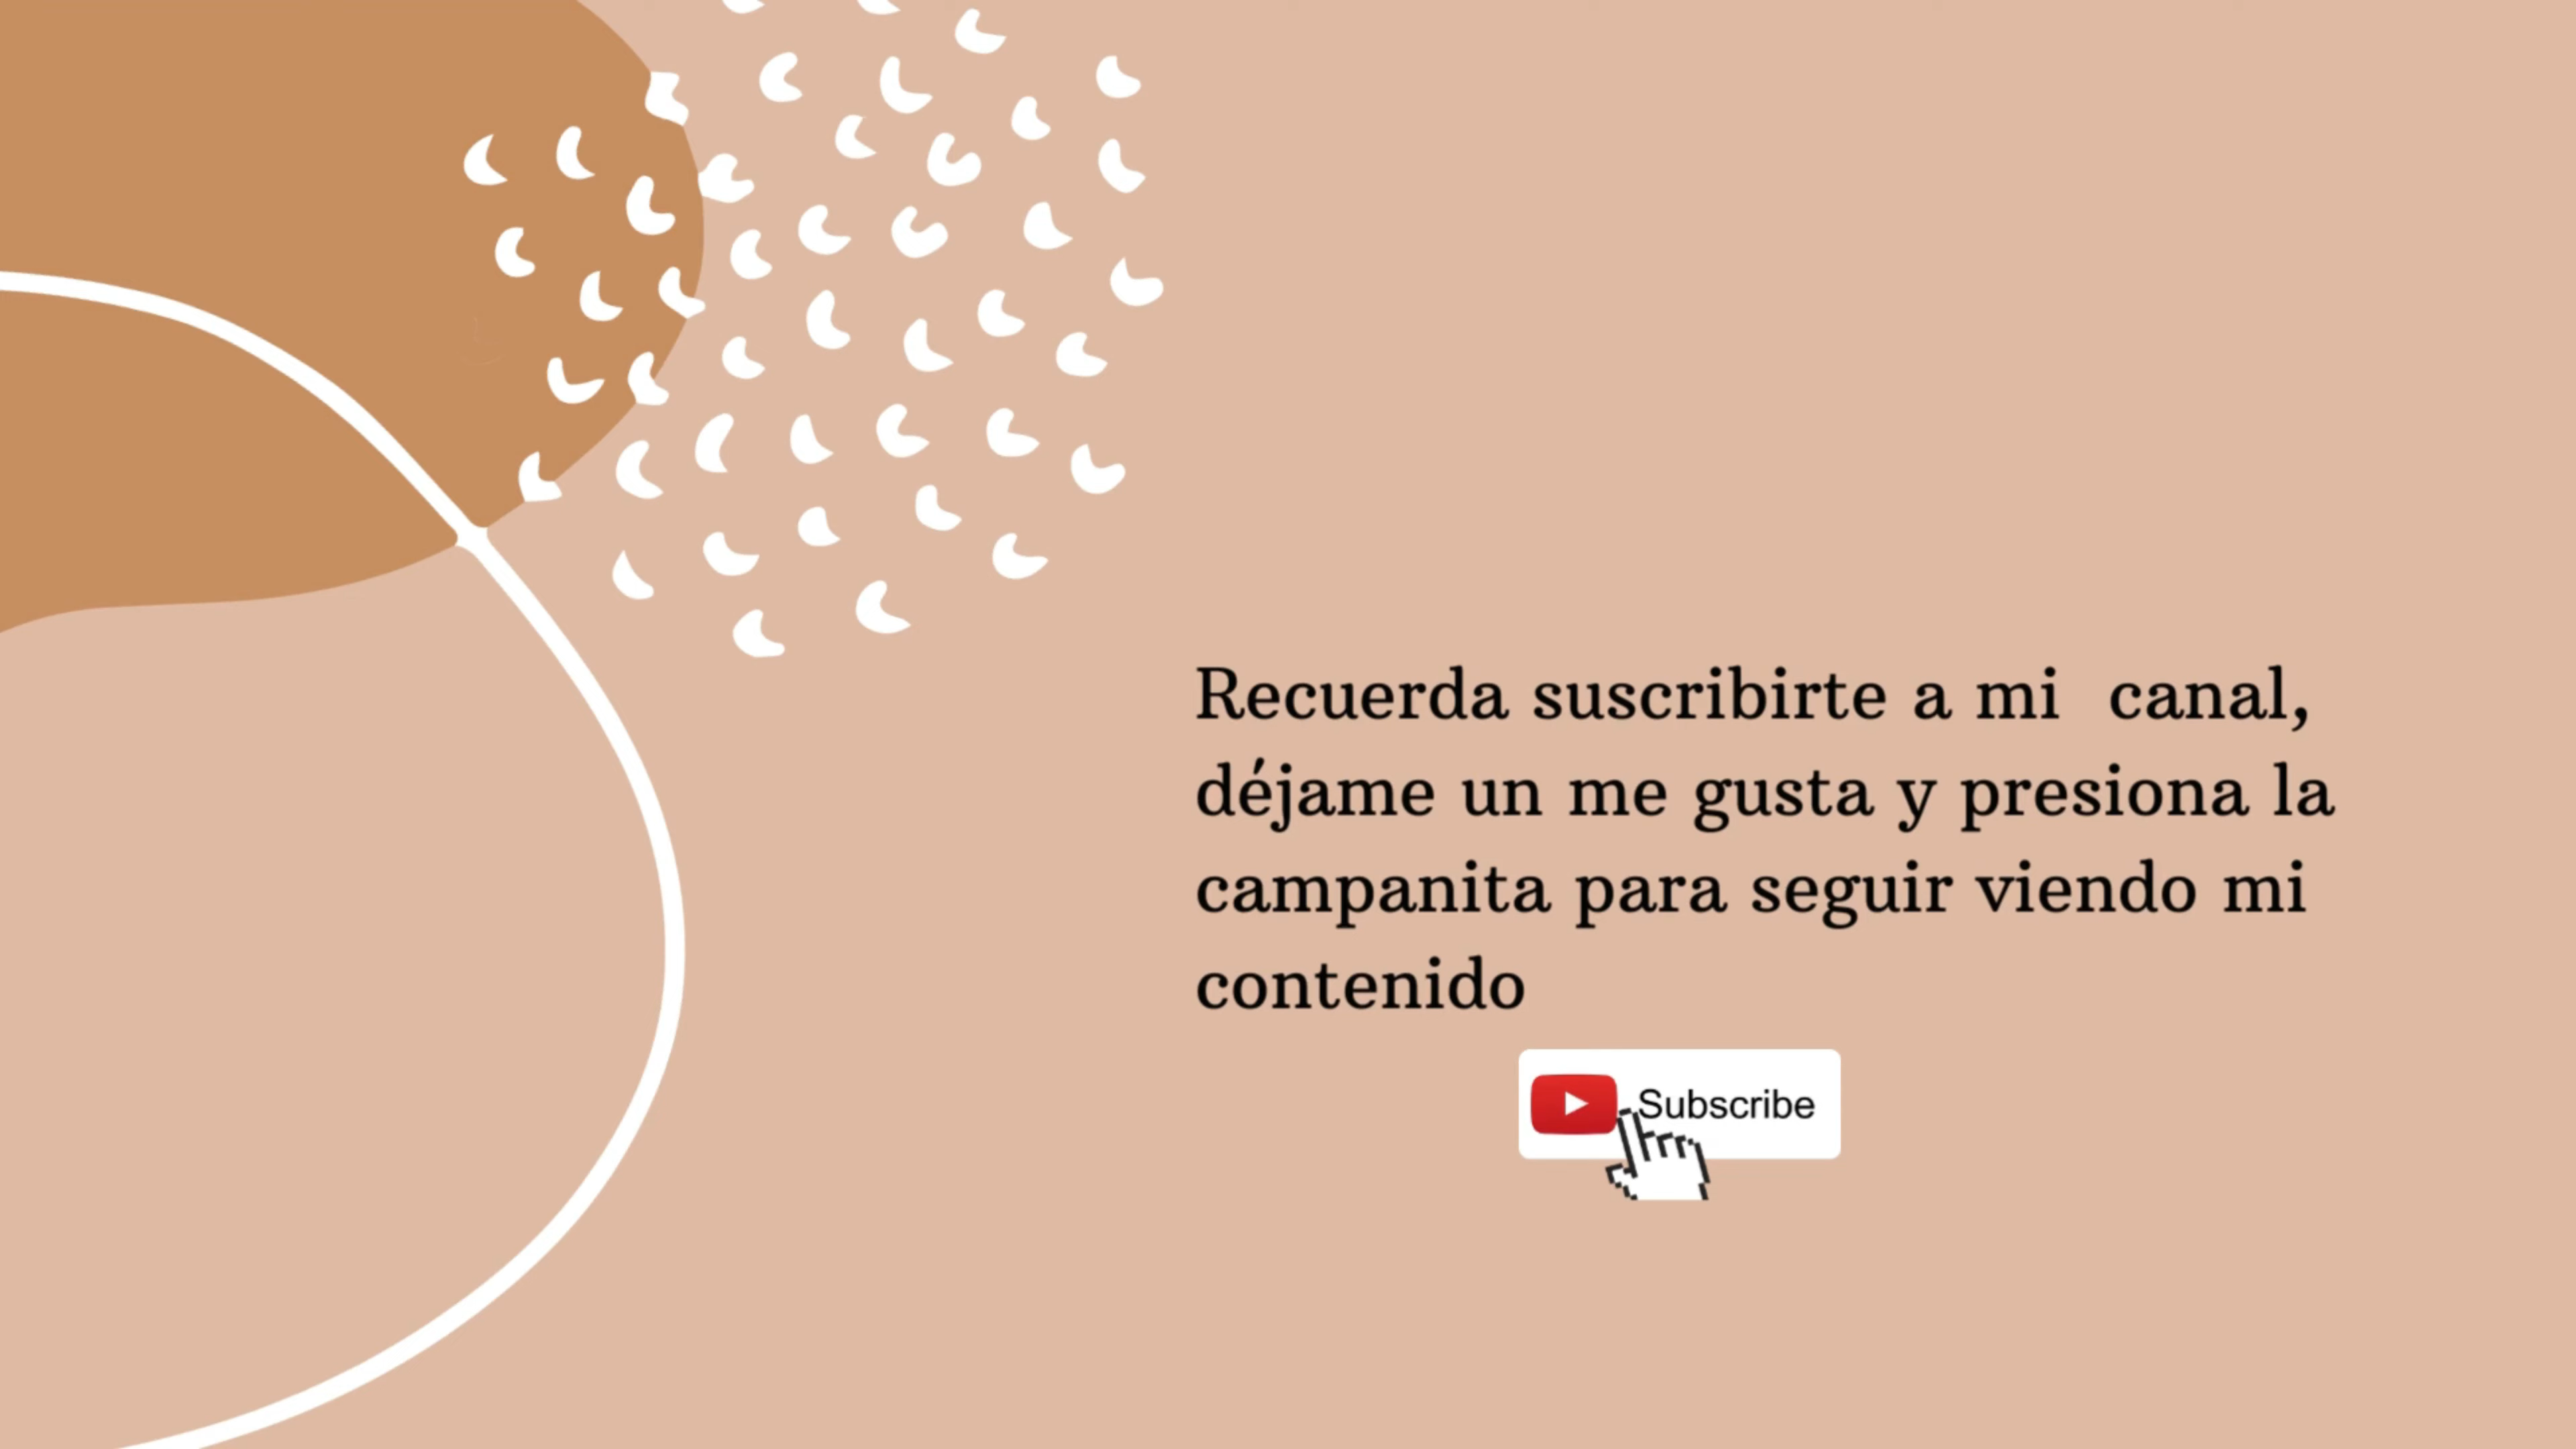 Recuerda suscribirte a mi  canal,
déjame un me gusta y presiona la
campanita para seguir viendo mi
contenido
Subscribe